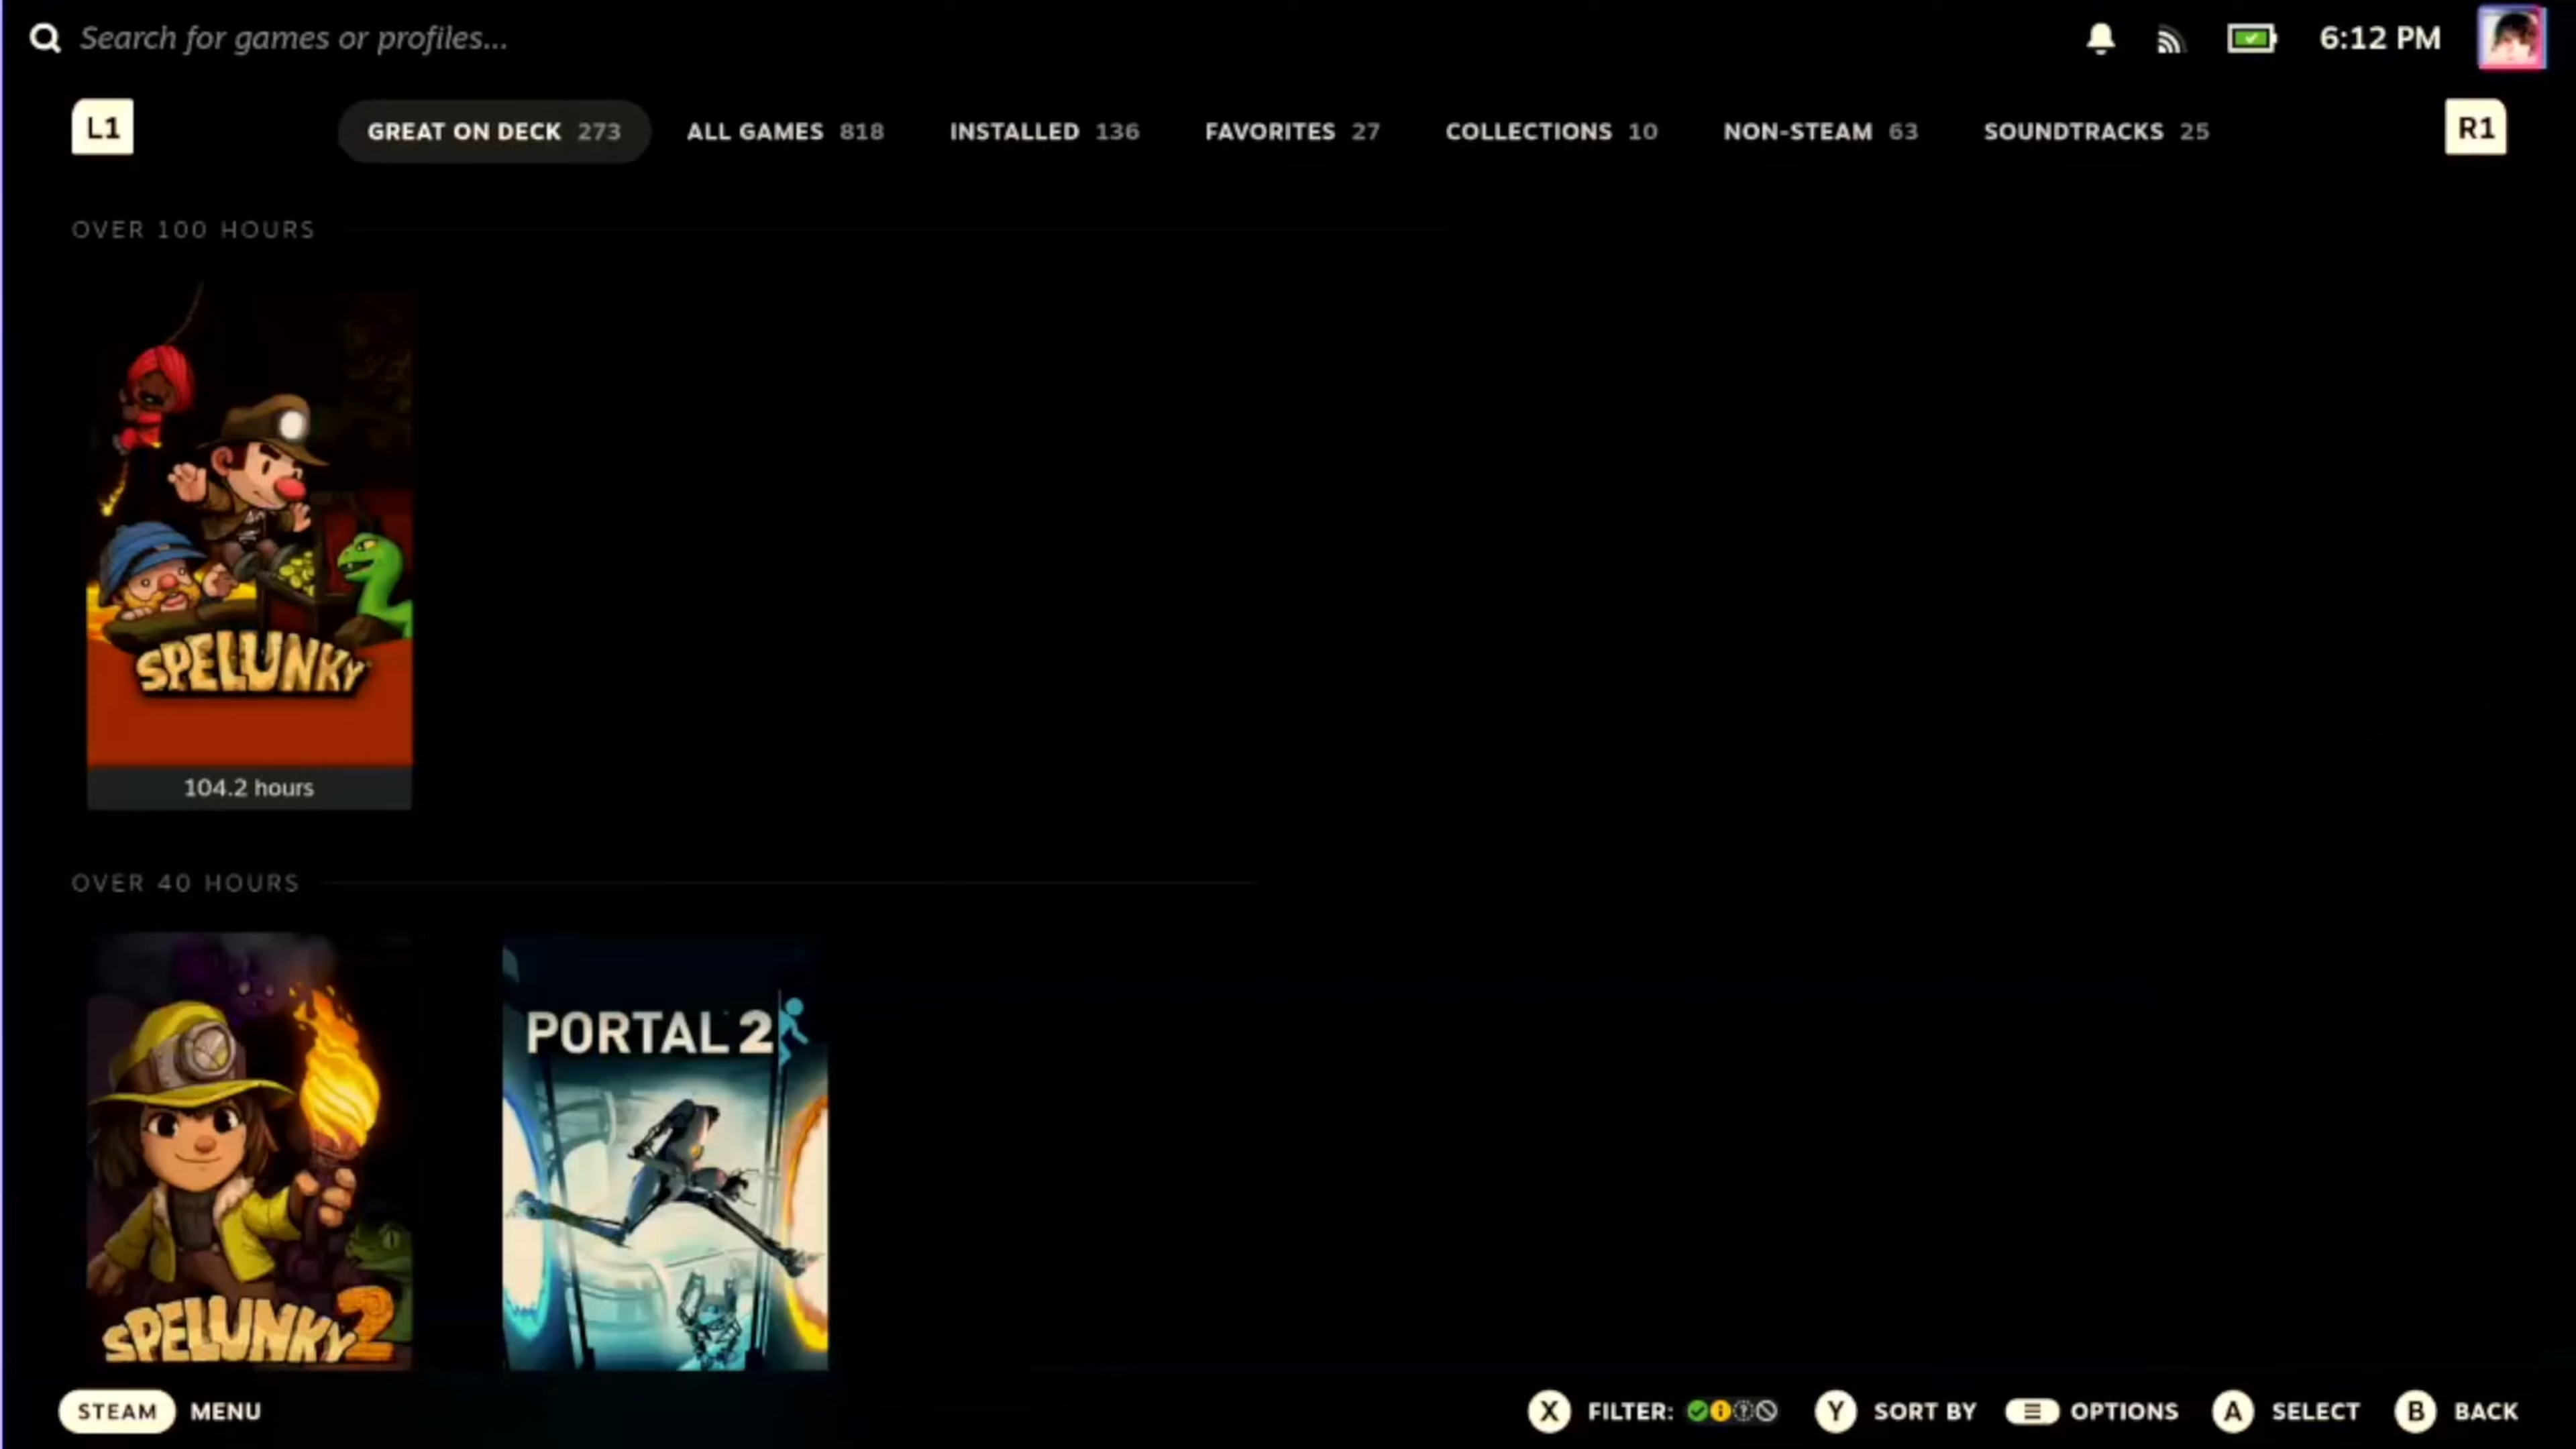 Search for games or profiles...
6:12 PM
L1
GREAT ON DECK 273
ALL GAMES 818
INSTALLED 136
FAVORITES 27
COLLECTIONS 10
NON-STEAM 63
SOUNDTRACKS 25
R1
OVER 100 HOURS
SPELUNKY
104.2 hours
OVER 40 HOURS
SPELUNKY 2
PORTAL 2
STEAM MENU
X FILTER:
Y SORT BY
OPTIONS
A SELECT
B BACK